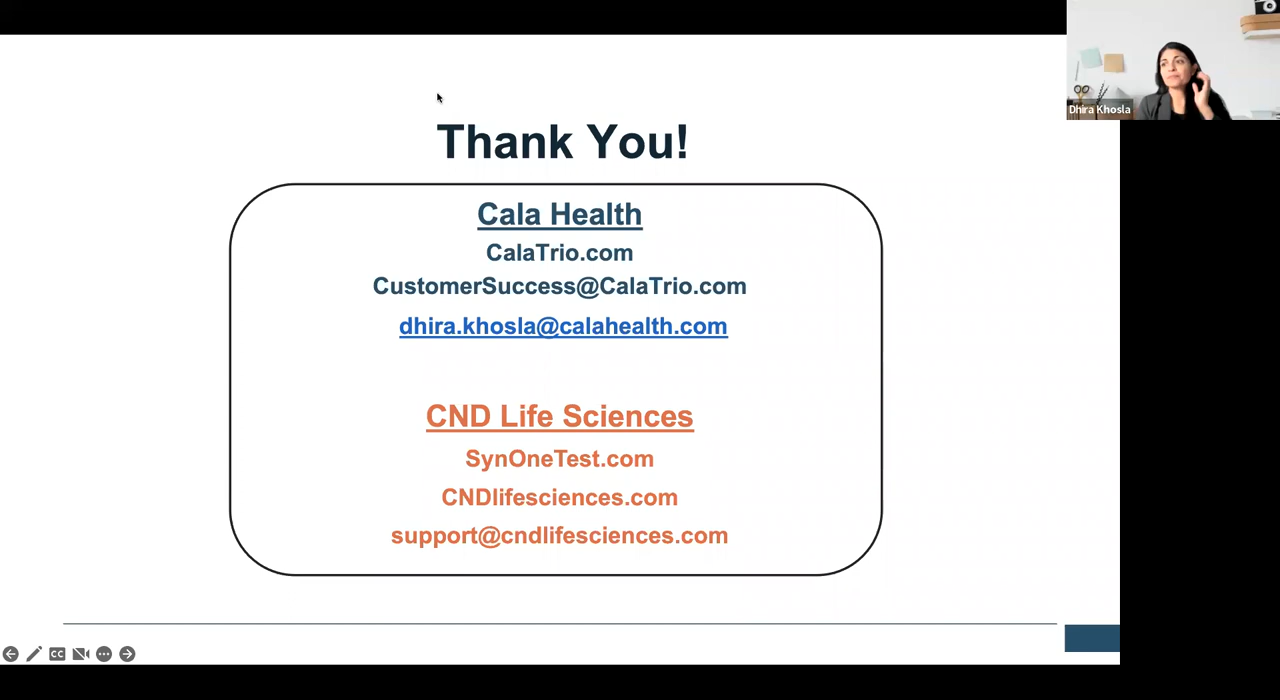 Dhira Khosla
Thank You!
Cala Health
CalaTrio.com
CustomerSuccess@CalaTrio.com
dhira.khosla@calahealth.com
CND Life Sciences
SynOneTest.com
CNDlifesciences.com
support@cndlifesciences.com
CC